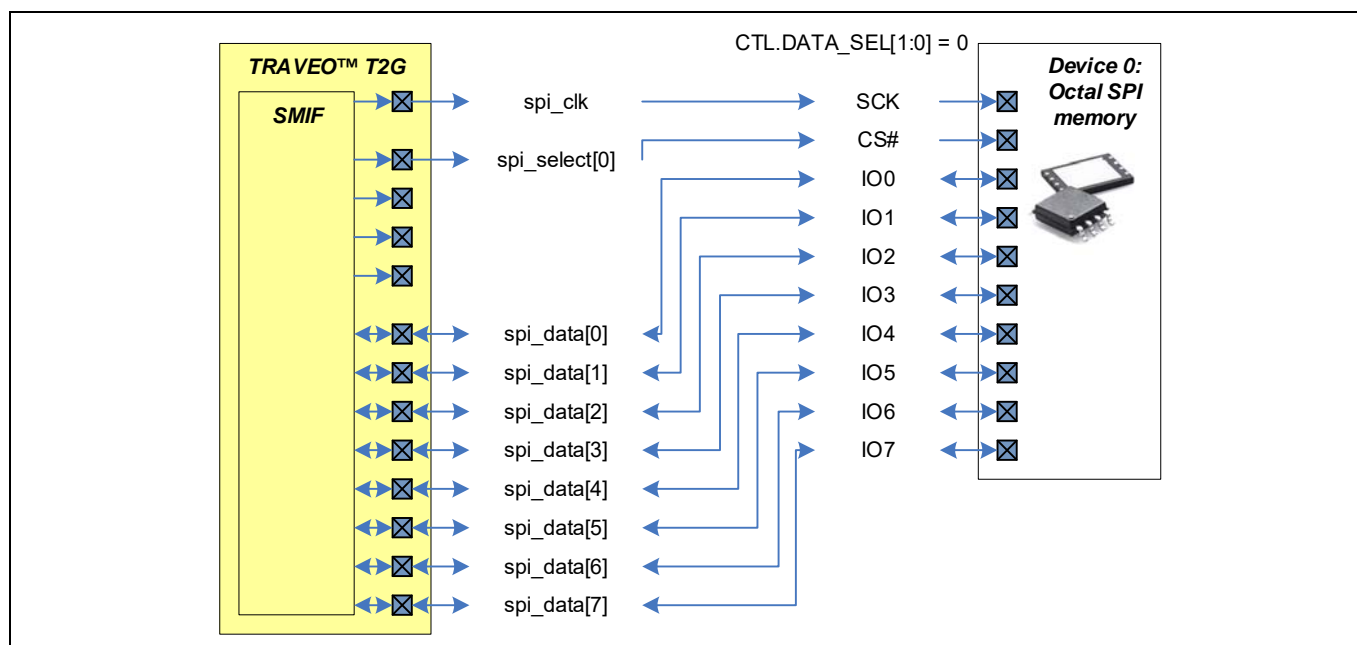 CTL.DATA_SEL[1:0] = 0
TRAVEO™ T2G
SMIF
Device 0:
Octal SPI
memory
spi_clk
SCK
spi_select[0]
CS#
IO0
IO1
IO2
IO3
spi_data[0]
IO4
spi_data[1]
IO5
spi_data[2]
IO6
spi_data[3]
IO7
spi_data[4]
spi_data[5]
spi_data[6]
spi_data[7]